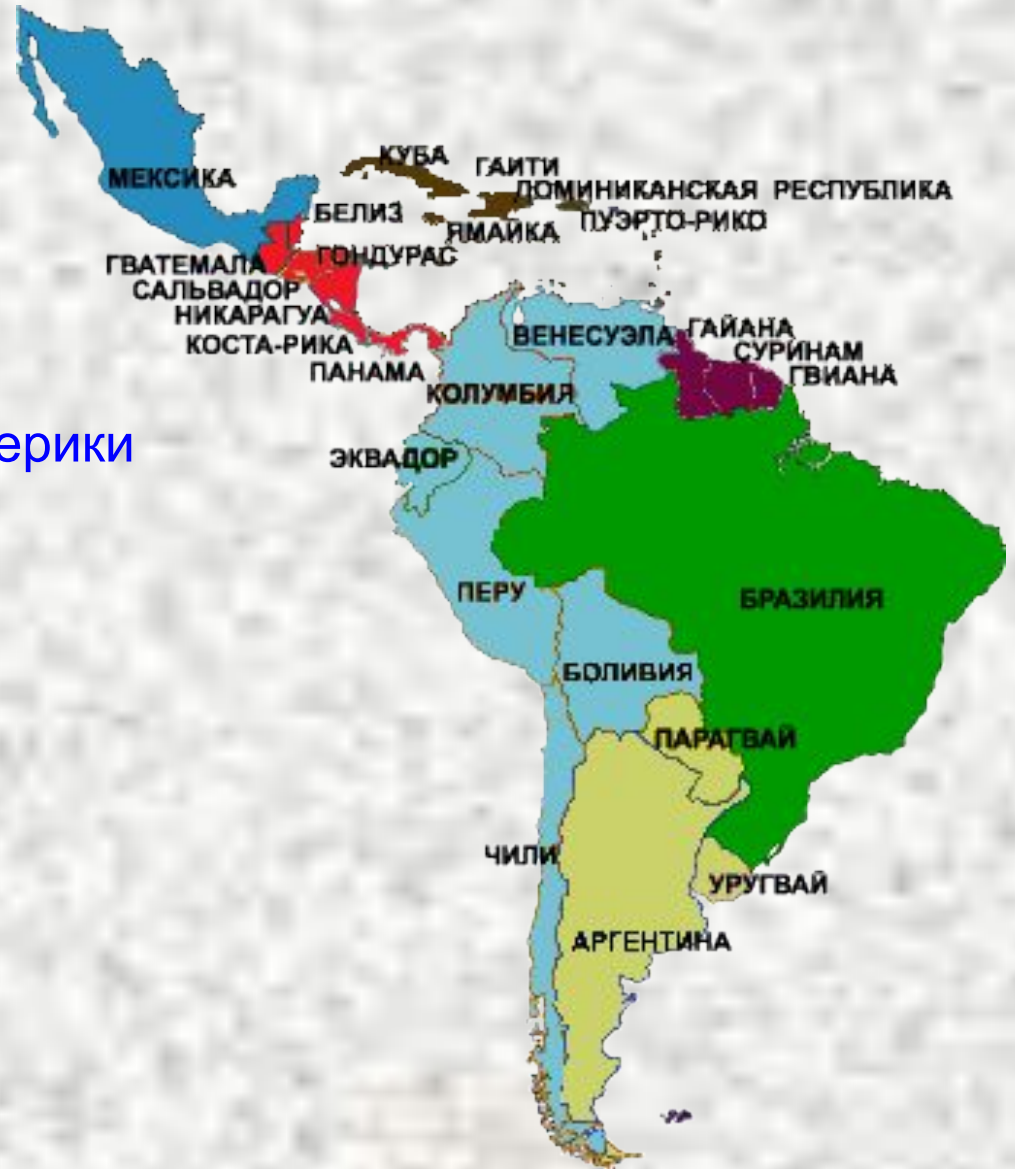 МЕКСИКА
КУБА
ГАИТИ
ДОМИНИКАНСКАЯ РЕСПУБЛИКА
БЕЛИЗ
ЯМАЙКА
ПУЭРТО-РИКО
ГОНДУРАС
ГВАТЕМАЛА
САЛЬВАДОР
НИКАРАГУА
КОСТА-РИКА
ПАНАМА
ВЕНЕСУЭЛА
ГАЙАНА
СУРИНАМ
ГВИАНА
КОЛУМБИЯ
ерики
ЭКВАДОР
ПЕРУ
БРАЗИЛИЯ
БОЛИВИЯ
ПАРАГВАЙ
ЧИЛИ
УРУГВАЙ
АРГЕНТИНА